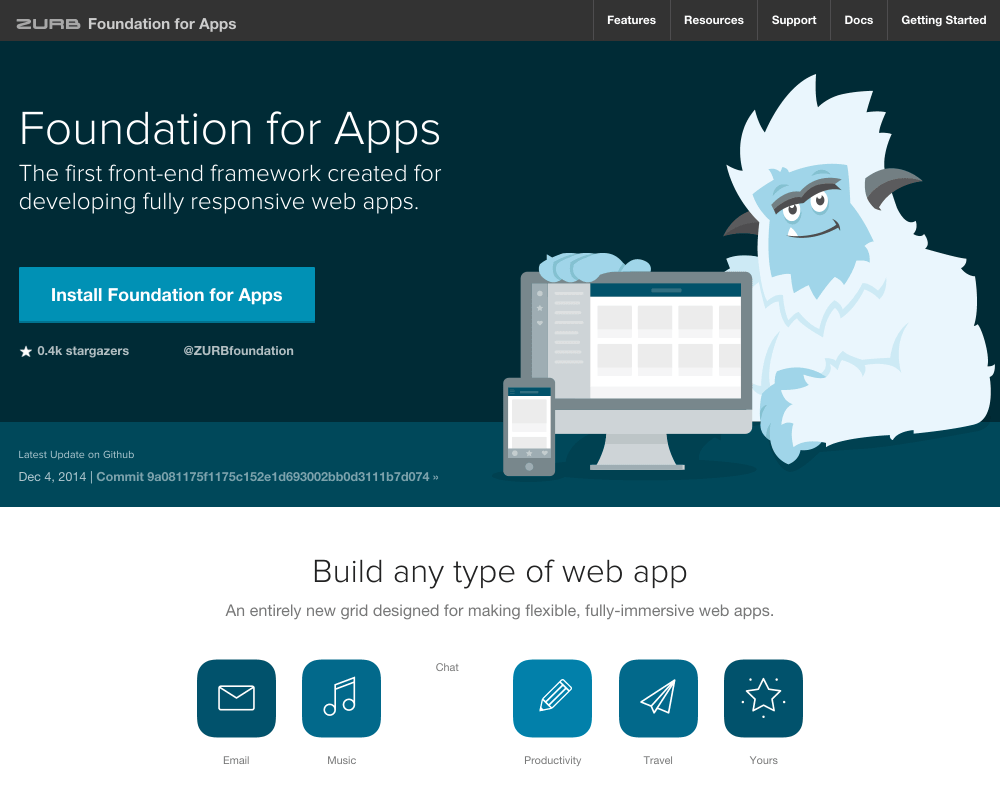 ZURB Foundation for Apps
Features
Resources
Support
Docs
Getting Started
Foundation for Apps
The first front-end framework created for
developing fully responsive web apps.
Install Foundation for Apps
0.4k stargazers
@ZURBfoundation
Latest Update on Github
Dec 4, 2014 | Commit 9a081175f1175c152e1d693002bb0d3111b7d074 »
Build any type of web app
An entirely new grid designed for making flexible, fully-immersive web apps.
Chat
Email
Music
Productivity
Travel
Yours